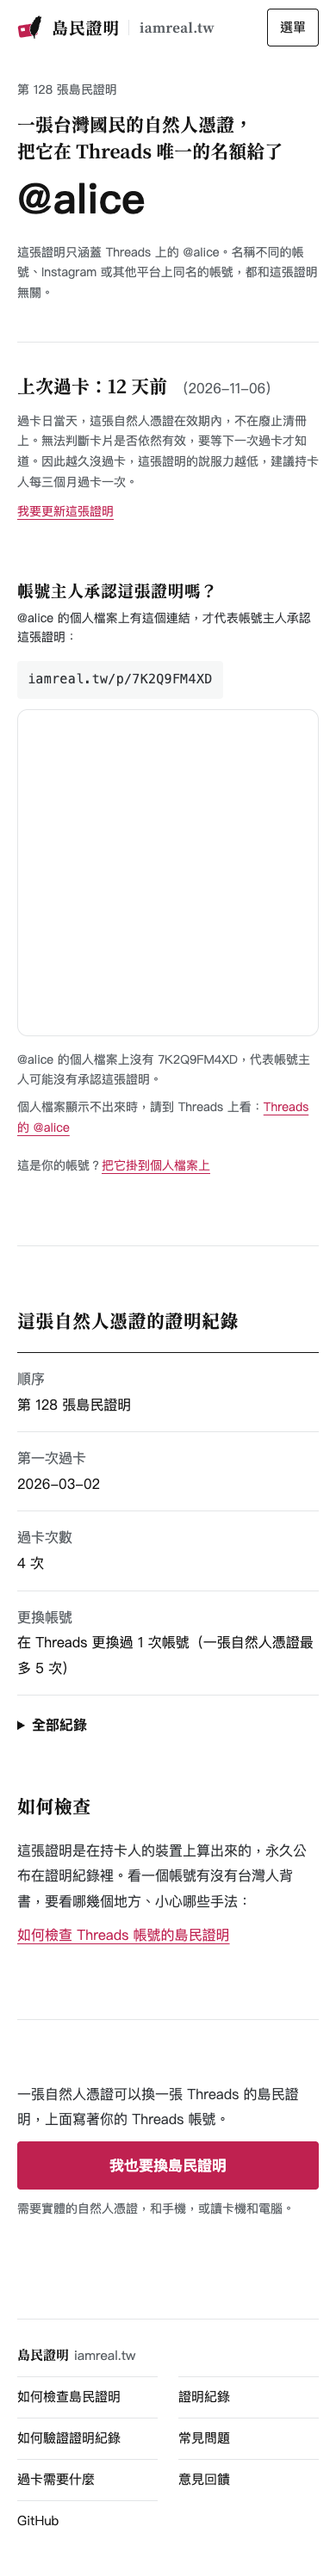 島民證明 iamreal.tw 選單
第 128 張島民證明
一張台灣國民的自然人憑證，
把它在 Threads 唯一的名額給了
@alice
這張證明只涵蓋 Threads 上的 @alice。名稱不同的帳
號、Instagram 或其他平台上同名的帳號，都和這張證明
無關。
上次過卡：12 天前 （2026-11-06）
過卡日當天，這張自然人憑證在效期內，不在廢止清冊
上。無法判斷卡片是否依然有效，要等下一次過卡才知
道。因此越久沒過卡，這張證明的說服力越低，建議持卡
人每三個月過卡一次。
我要更新這張證明
帳號主人承認這張證明嗎？
@alice 的個人檔案上有這個連結，才代表帳號主人承認
這張證明：
iamreal.tw/p/7K2Q9FM4XD
@alice 的個人檔案上沒有 7K2Q9FM4XD，代表帳號主
人可能沒有承認這張證明。
個人檔案顯示不出來時，請到 Threads 上看：Threads
的 @alice
這是你的帳號？把它掛到個人檔案上
這張自然人憑證的證明紀錄
順序
第 128 張島民證明
第一次過卡
2026-03-02
過卡次數
4 次
更換帳號
在 Threads 更換過 1 次帳號（一張自然人憑證最
多 5 次）
▶ 全部紀錄
如何檢查
這張證明是在持卡人的裝置上算出來的，永久公
布在證明紀錄裡。看一個帳號有沒有台灣人背
書，要看哪幾個地方、小心哪些手法：
如何檢查 Threads 帳號的島民證明
一張自然人憑證可以換一張 Threads 的島民證
明，上面寫著你的 Threads 帳號。
我也要換島民證明
需要實體的自然人憑證，和手機，或讀卡機和電腦。
島民證明 iamreal.tw
如何檢查島民證明 證明紀錄
如何驗證證明紀錄 常見問題
過卡需要什麼 意見回饋
GitHub